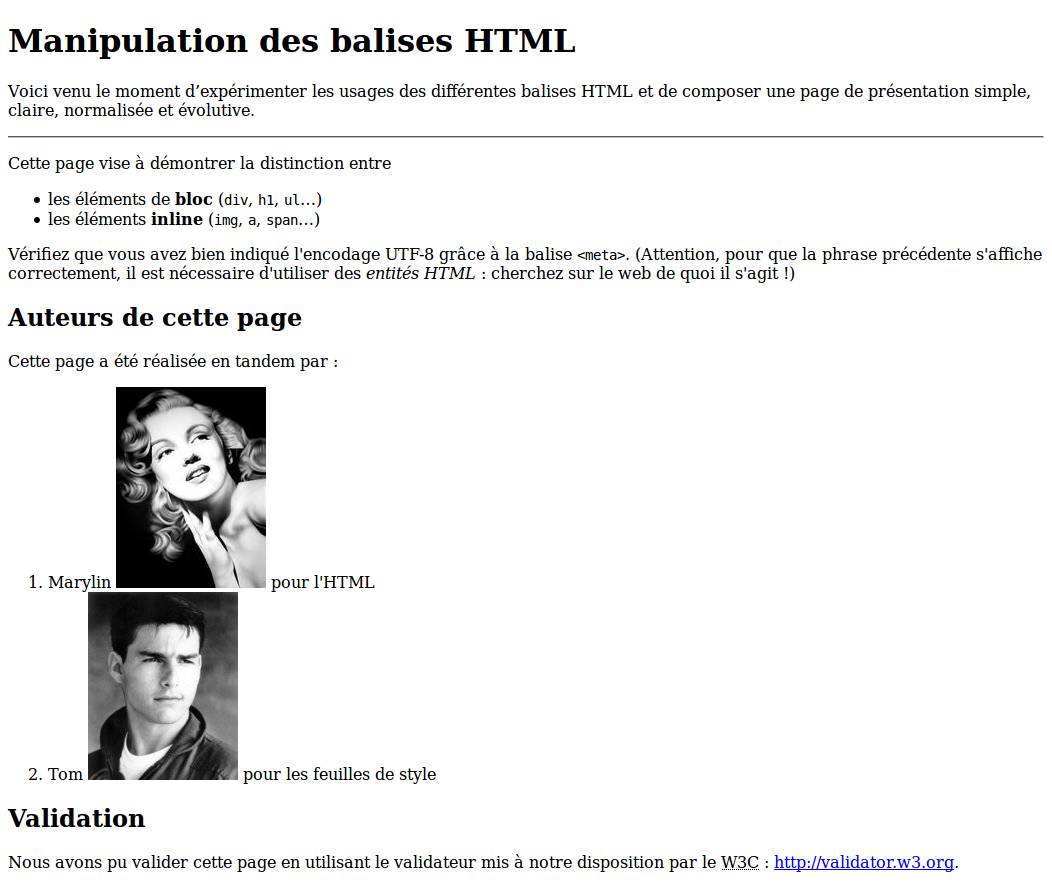 Manipulation des balises HTML
Voici venu le moment d’expérimenter les usages des différentes balises HTML et de composer une page de présentation simple,
claire, normalisée et évolutive.
Cette page vise à démontrer la distinction entre
• les éléments de bloc (div, h1, ul…)
• les éléments inline (img, a, span…)
Vérifiez que vous avez bien indiqué l'encodage UTF-8 grâce à la balise <meta>. (Attention, pour que la phrase précédente s'affiche
correctement, il est nécessaire d'utiliser des entités HTML : cherchez sur le web de quoi il s'agit !)
Auteurs de cette page
Cette page a été réalisée en tandem par :
1. Marylin pour l'HTML
2. Tom pour les feuilles de style
Validation
Nous avons pu valider cette page en utilisant le validateur mis à notre disposition par le W3C : http://validator.w3.org.